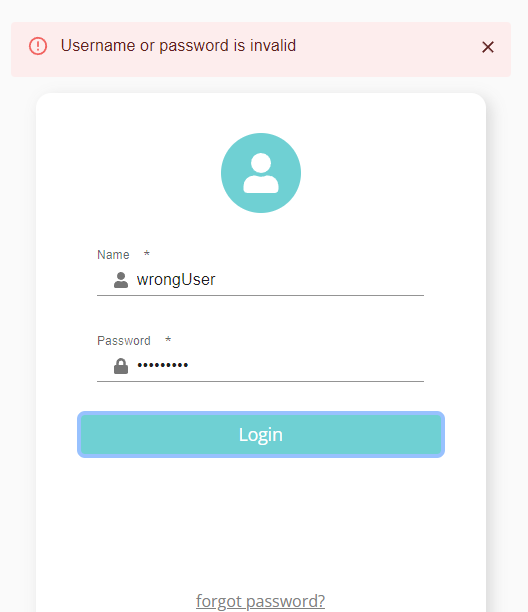 Username or password is invalid
Name *
wrongUser
Password *
•••••••••
Login
forgot password?